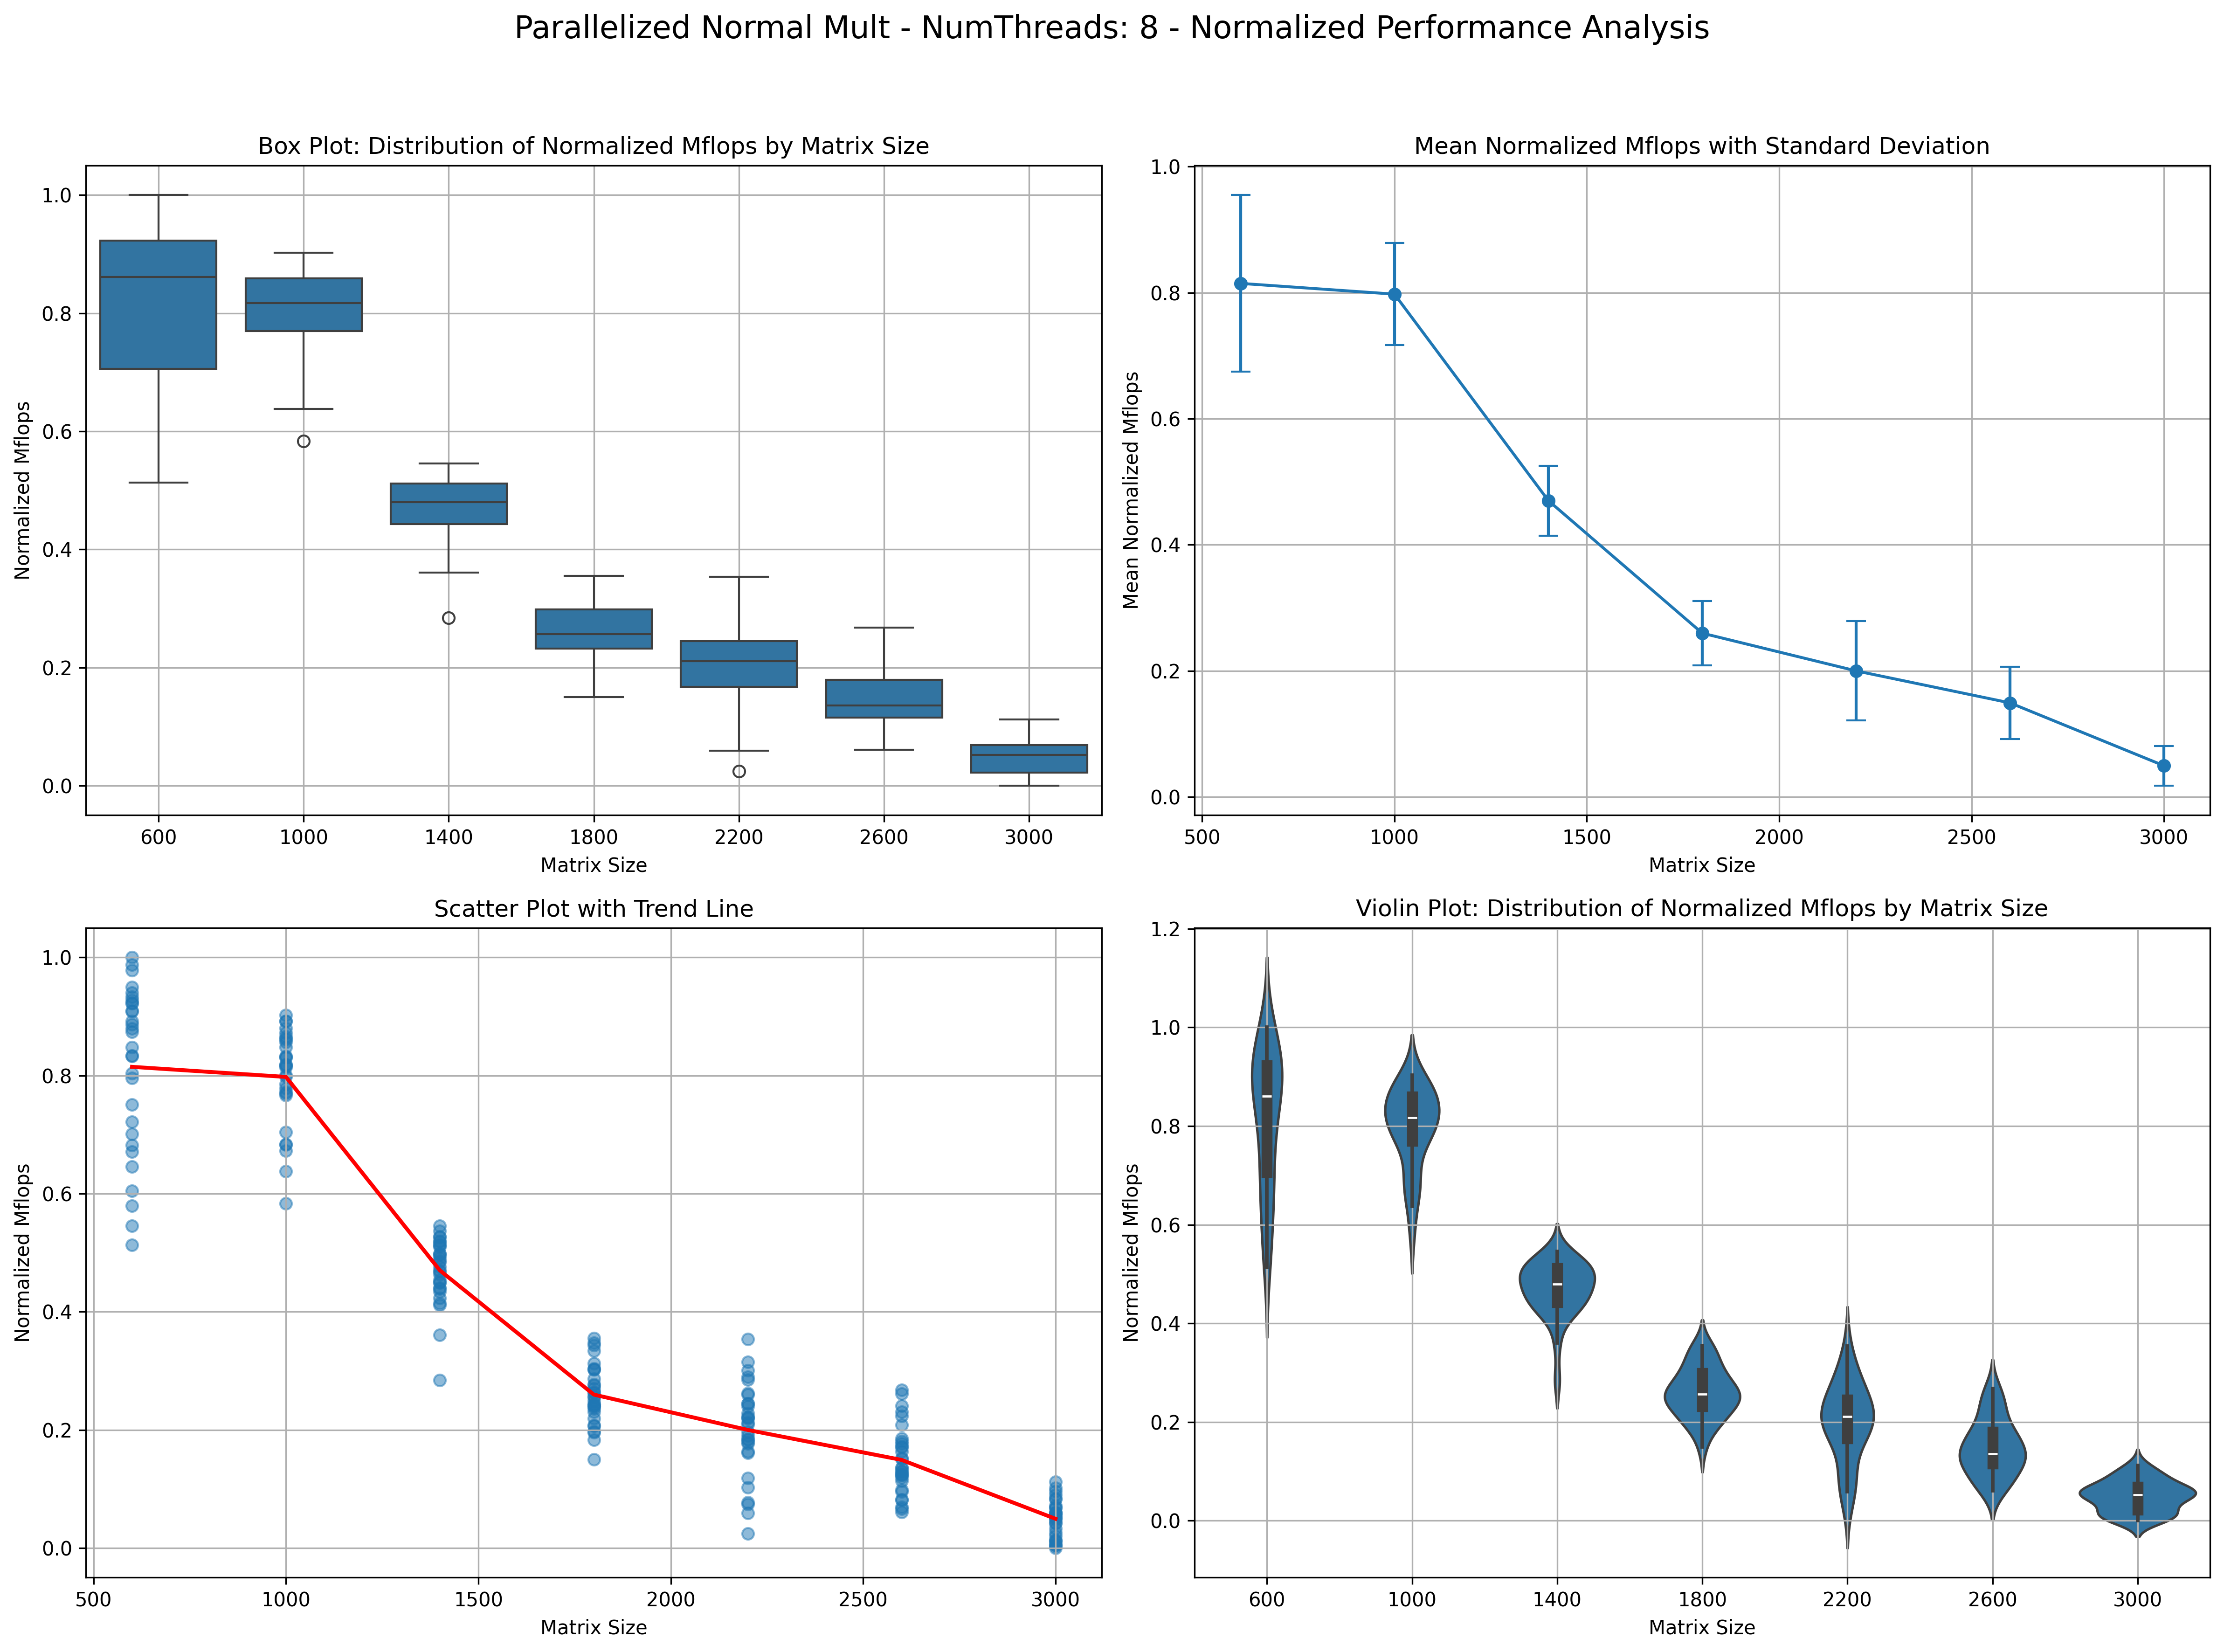 Parallelized Normal Mult - NumThreads: 8 - Normalized Performance Analysis
Box Plot: Distribution of Normalized Mflops by Matrix Size
Normalized Mflops
1.0
0.8
0.6
0.4
0.2
0.0
600 1000 1400 1800 2200 2600 3000
Matrix Size
Mean Normalized Mflops with Standard Deviation
Mean Normalized Mflops
1.0
0.8
0.6
0.4
0.2
0.0
500 1000 1500 2000 2500 3000
Matrix Size
Scatter Plot with Trend Line
Normalized Mflops
1.0
0.8
0.6
0.4
0.2
0.0
500 1000 1500 2000 2500 3000
Matrix Size
Violin Plot: Distribution of Normalized Mflops by Matrix Size
Normalized Mflops
1.2
1.0
0.8
0.6
0.4
0.2
0.0
600 1000 1400 1800 2200 2600 3000
Matrix Size